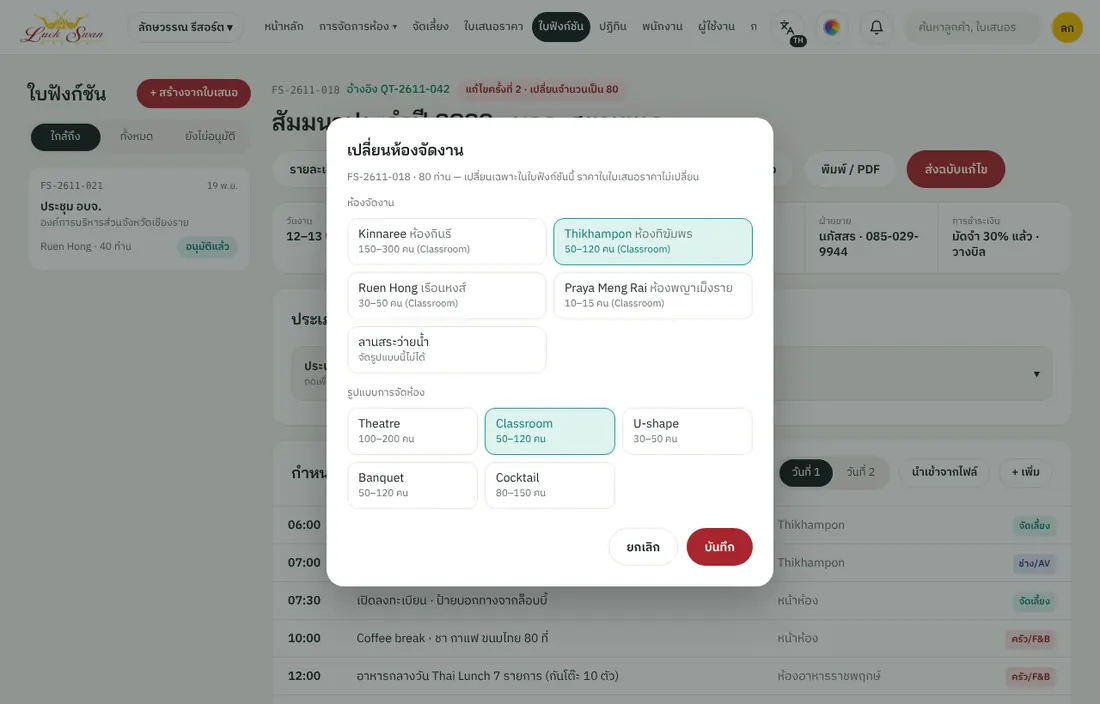 Luck Swan
ลักษวรรณ รีสอร์ต ▾
หน้าหลัก
การจัดการห้อง ▾
จัดเลี้ยง
ใบเสนอราคา
ใบฟังก์ชัน
ปฏิทิน
พนักงาน
ผู้ใช้งาน
ก
TH
ค้นหาลูกค้า, ใบเสนอร
ลก
ใบฟังก์ชัน
+ สร้างจากใบเสนอ
ใกล้ถึง
ทั้งหมด
ยังไม่อนุมัติ
FS-2611-021
19 พ.ย.
ประชุม อบจ.
องค์การบริหารส่วนจังหวัดเชียงราย
Ruen Hong · 40 ท่าน
อนุมัติแล้ว
FS-2611-018 อ้างอิง QT-2611-042
แก้ไขครั้งที่ 2 · เปลี่ยนจำนวนเป็น 80
พิมพ์ / PDF
ส่งฉบับแก้ไข
วันงาน
12–13
ฝ่ายขาย
นภัสสร · 085-029-9944
การชำระเงิน
มัดจำ 30% แล้ว · วางบิล
เปลี่ยนห้องจัดงาน
FS-2611-018 · 80 ท่าน — เปลี่ยนเฉพาะในใบฟังก์ชันนี้ ราคาในใบเสนอราคาไม่เปลี่ยน
ห้องจัดงาน
Kinnaree ห้องกินรี
150–300 คน (Classroom)
Thikhampon ห้องทิฆัมพร
50–120 คน (Classroom)
Ruen Hong เรือนหงส์
30–50 คน (Classroom)
Praya Meng Rai ห้องพญาเม็งราย
10–15 คน (Classroom)
ลานสระว่ายน้ำ
จัดรูปแบบนี้ไม่ได้
รูปแบบการจัดห้อง
Theatre
100–200 คน
Classroom
50–120 คน
U-shape
30–50 คน
Banquet
50–120 คน
Cocktail
80–150 คน
ยกเลิก
บันทึก
วันที่ 1
วันที่ 2
นำเข้าจากไฟล์
+ เพิ่ม
06:00
Thikhampon
จัดเลี้ยง
07:00
Thikhampon
ช่าง/AV
07:30
เปิดลงทะเบียน · ป้ายบอกทางจากล็อบบี้
หน้าห้อง
จัดเลี้ยง
10:00
Coffee break · ชา กาแฟ ขนมไทย 80 ที่
หน้าห้อง
ครัว/F&B
12:00
อาหารกลางวัน Thai Lunch 7 รายการ (กันโต๊ะ 10 ตัว)
ห้องอาหารราชพฤกษ์
ครัว/F&B